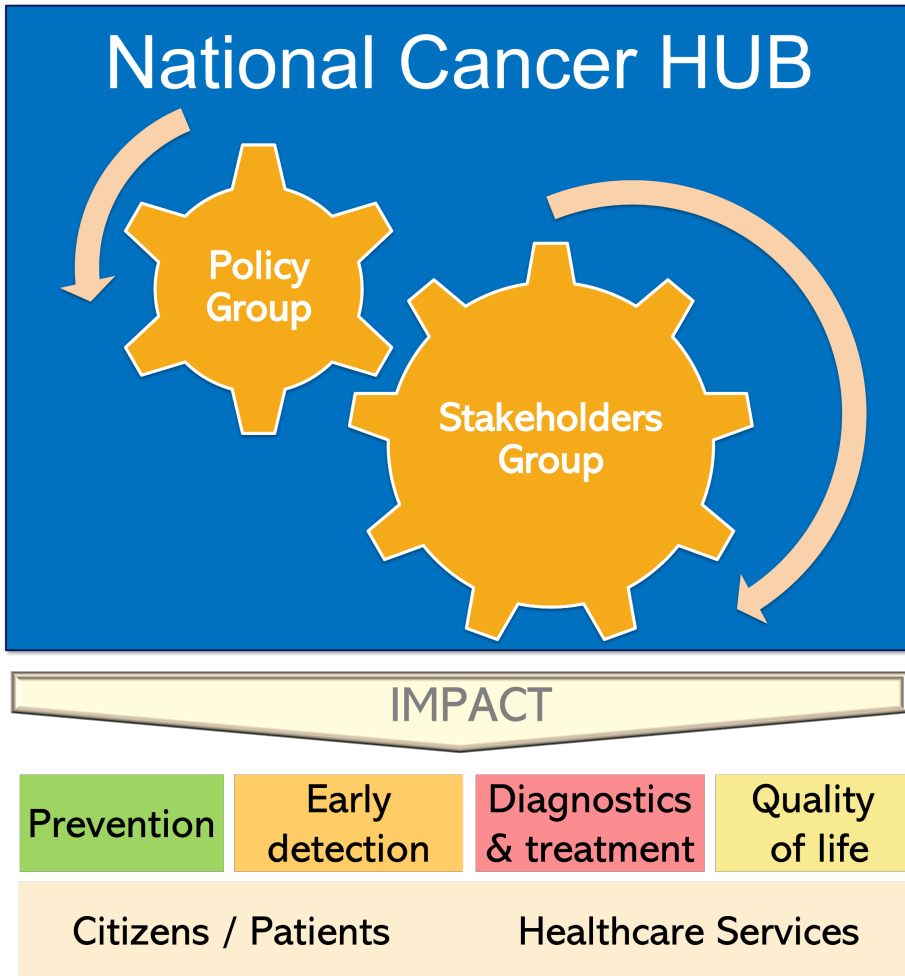 National Cancer HUB
Policy
Group
Stakeholders
Group
IMPACT
Prevention
Early
detection
Diagnostics
& treatment
Quality
of life
Citizens / Patients
Healthcare Services